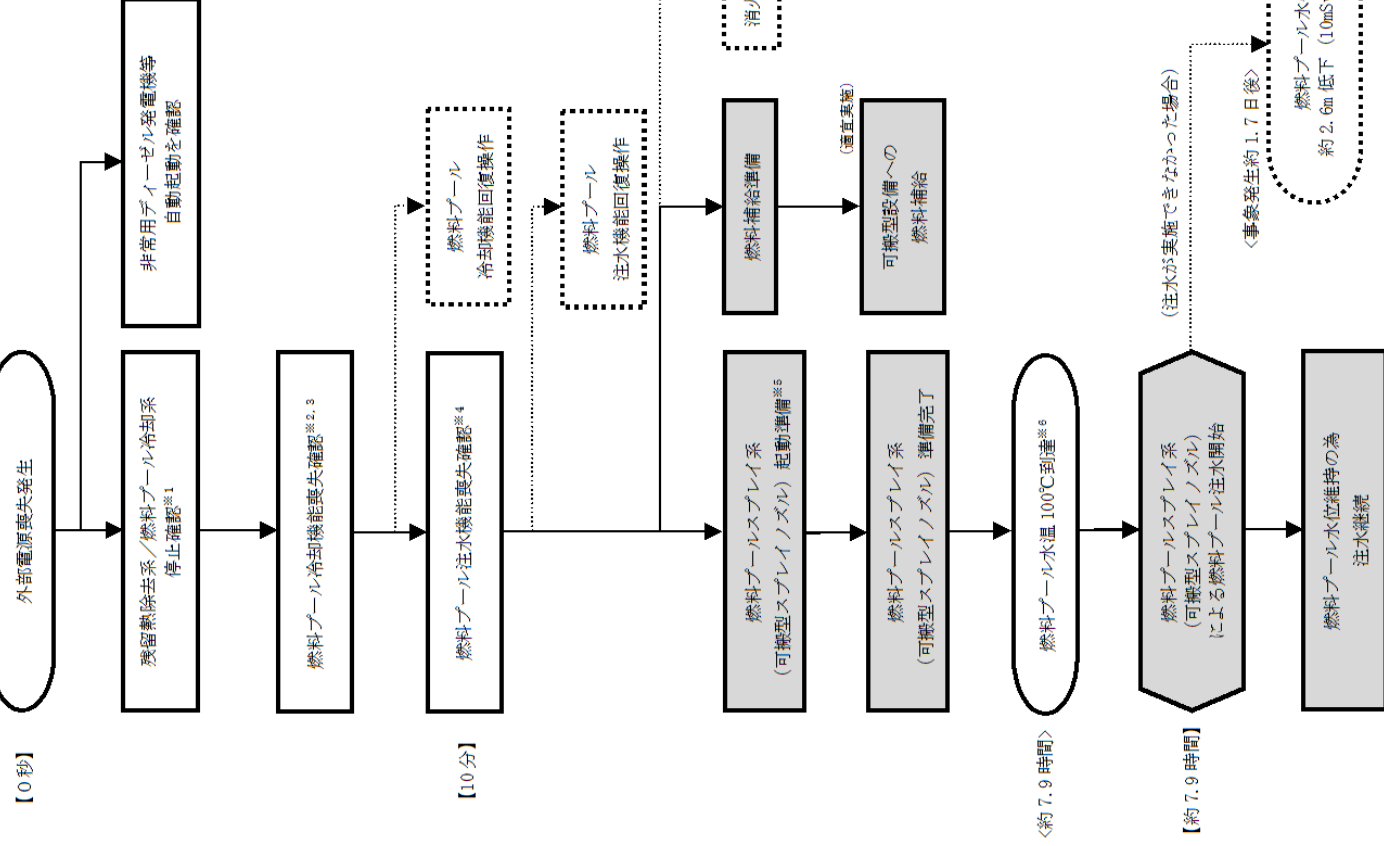 【0 秒】
外部電源喪失発生
非常用ディーゼル発電機等
自動起動を確認
残留熱除去系／燃料プール冷却系
停止確認※1
燃料プール冷却機能喪失確認※2,3
燃料プール
冷却機能回復操作
【10 分】
燃料プール注水機能喪失確認※4
燃料プール
注水機能回復操作
消火
燃料プールスプレイ系
(可搬型スプレイノズル) 起動準備※5
燃料補給準備
燃料プールスプレイ系
(可搬型スプレイノズル) 準備完了
(適宜実施)
可搬型設備への
燃料補給
<約 7.9 時間>
燃料プール水温 100℃到達※6
【約 7.9 時間】
燃料プールスプレイ系
(可搬型スプレイノズル)
による燃料プール注水開始
(注水が実施できなかった場合)
<事象発生約 1.7 日後>
燃料プール水
約 2.6m 低下 (10mS
燃料プール水位維持の為
注水継続